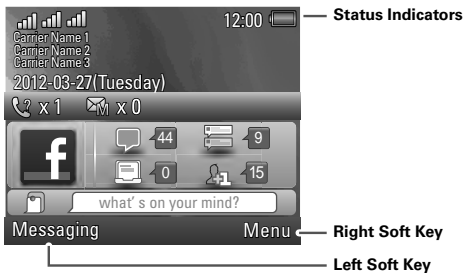 12:00
Status Indicators
Carrier Name 1
Carrier Name 2
Carrier Name 3
2012-03-27(Tuesday)
x 1 M x 0
f 44 9
0 +1 15
what' s on your mind?
Messaging Menu
Right Soft Key
Left Soft Key